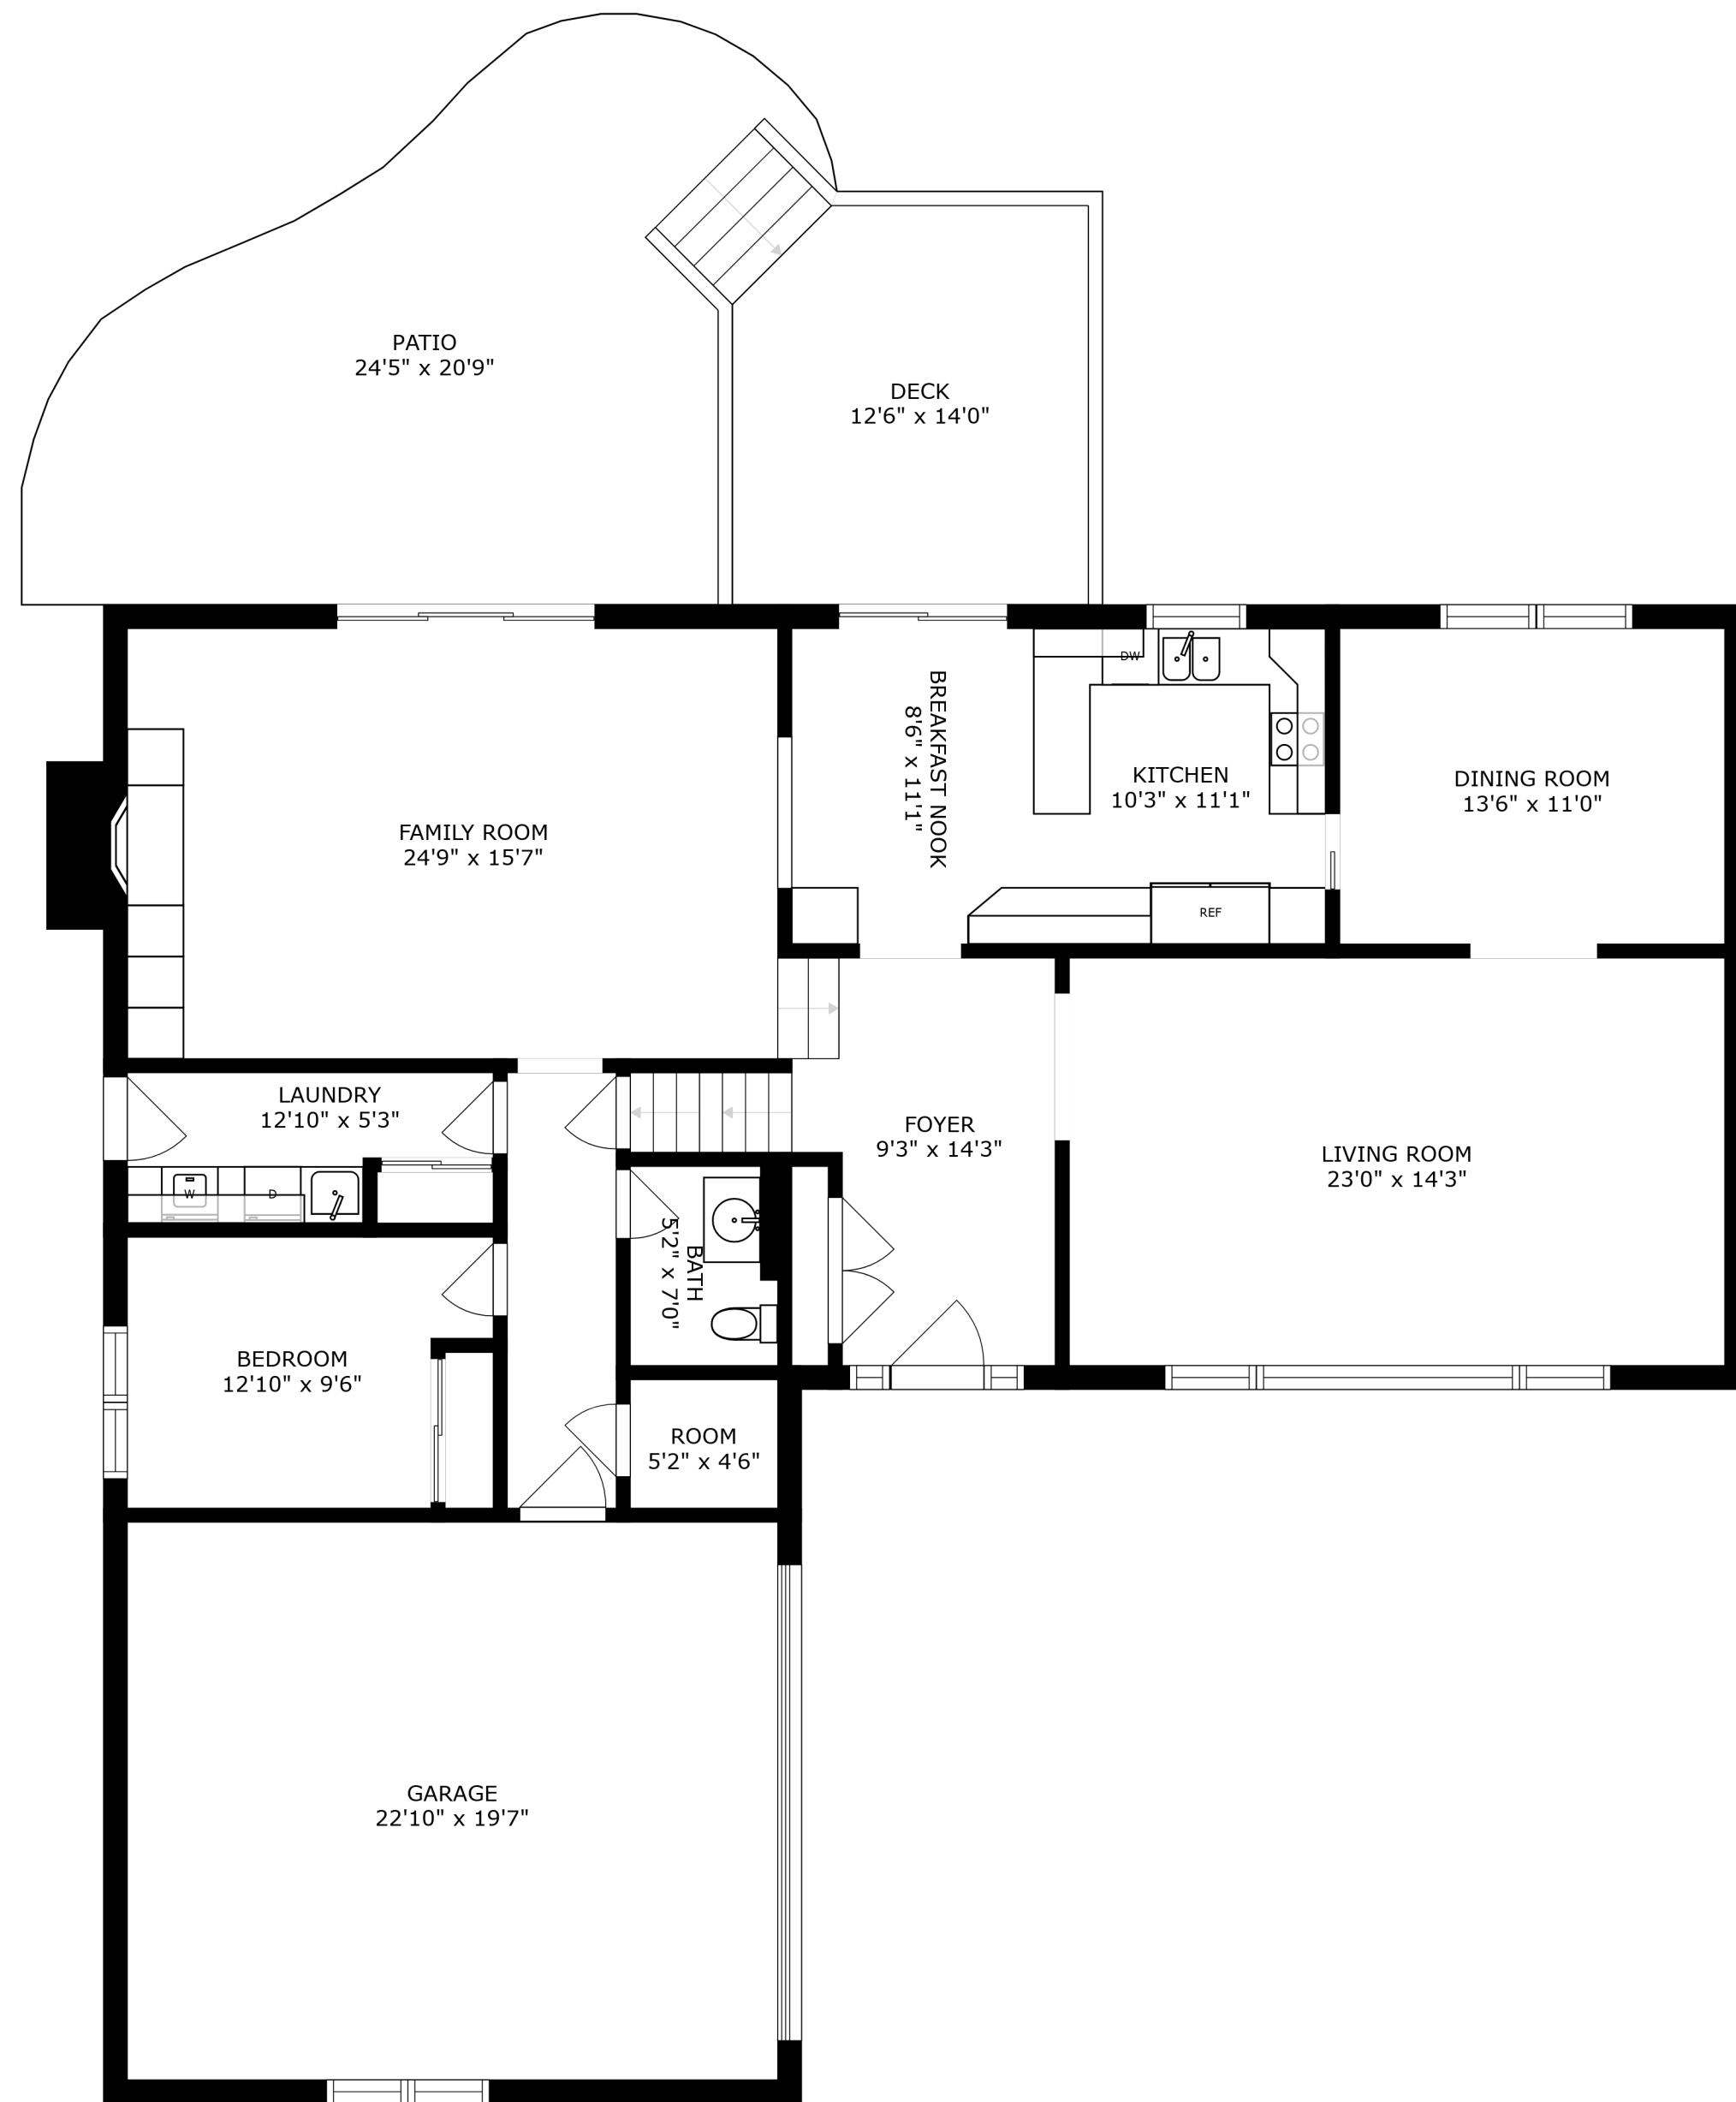 PATIO
24'5" x 20'9"
DECK
12'6" x 14'0"
DW
BREAKFAST NOOK
8'6" x 11'1"
KITCHEN
10'3" x 11'1"
DINING ROOM
13'6" x 11'0"
FAMILY ROOM
24'9" x 15'7"
REF
LAUNDRY
12'10" x 5'3"
FOYER
9'3" x 14'3"
LIVING ROOM
23'0" x 14'3"
W
D
BATH
5'2" x 7'0"
BEDROOM
12'10" x 9'6"
ROOM
5'2" x 4'6"
GARAGE
22'10" x 19'7"